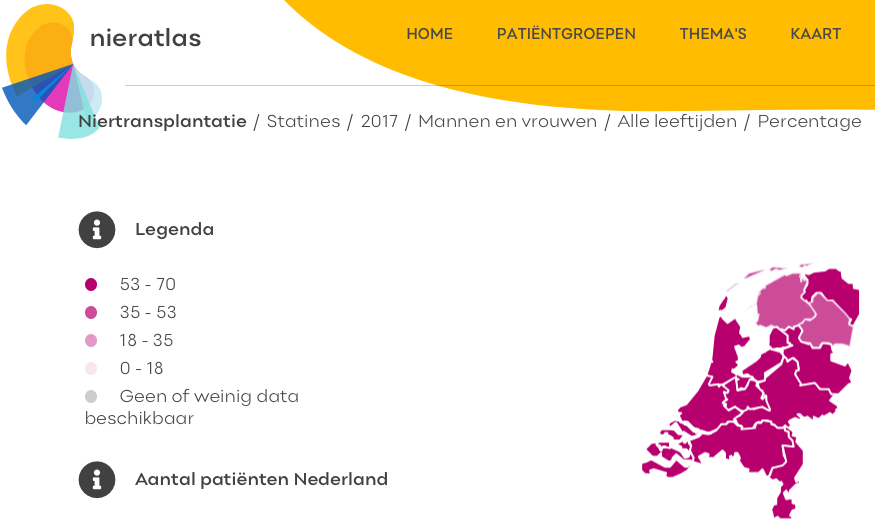 nieratlas
HOME PATIËNTGROEPEN THEMA'S KAART
Niertransplantatie / Statines / 2017 / Mannen en vrouwen / Alle leeftijden / Percentage
Legenda
53 - 70
35 - 53
18 - 35
0 - 18
Geen of weinig data
beschikbaar
Aantal patiënten Nederland